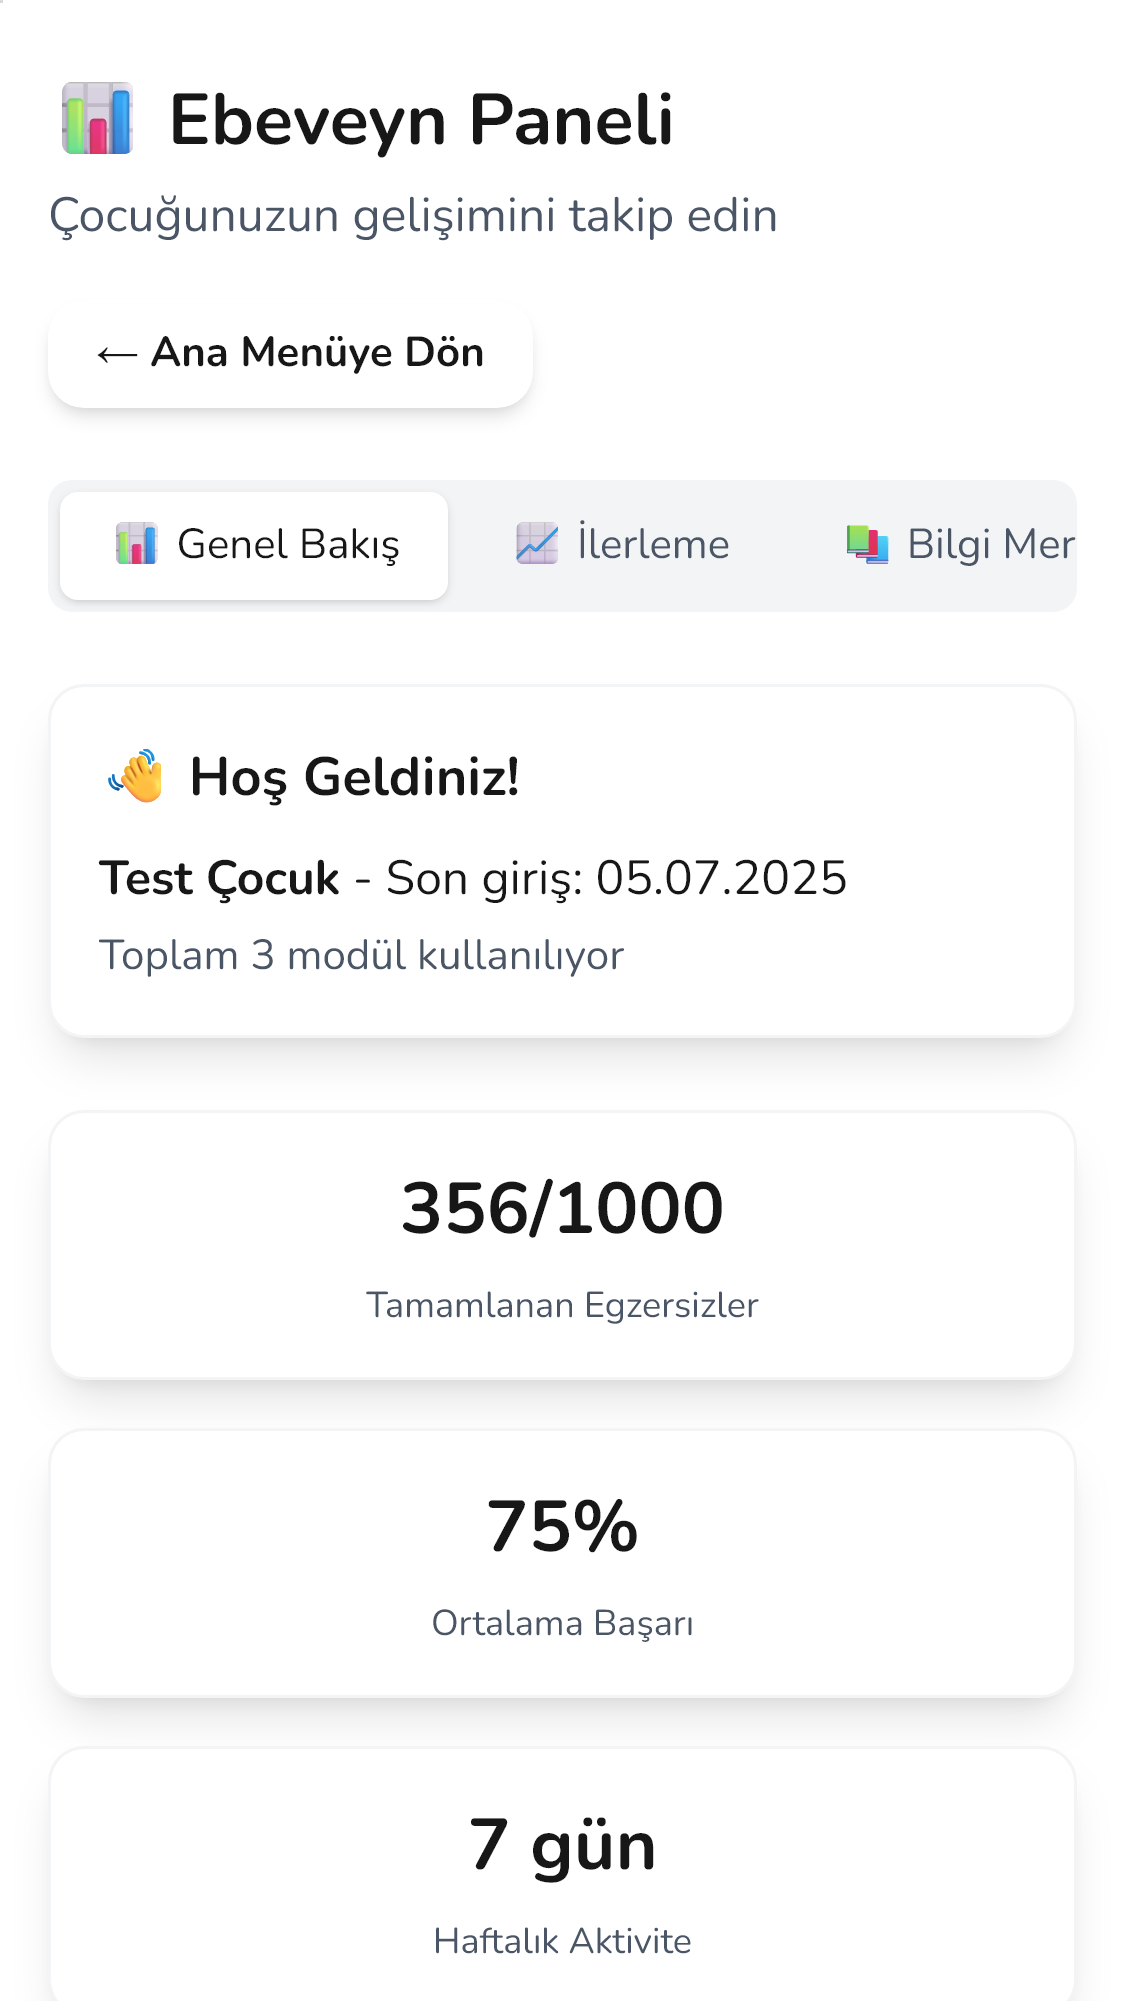 Ebeveyn Paneli
Çocuğunuzun gelişimini takip edin
← Ana Menüye Dön
Genel Bakış
İlerleme
Bilgi Mer
Hoş Geldiniz!
Test Çocuk - Son giriş: 05.07.2025
Toplam 3 modül kullanılıyor
356/1000
Tamamlanan Egzersizler
75%
Ortalama Başarı
7 gün
Haftalık Aktivite